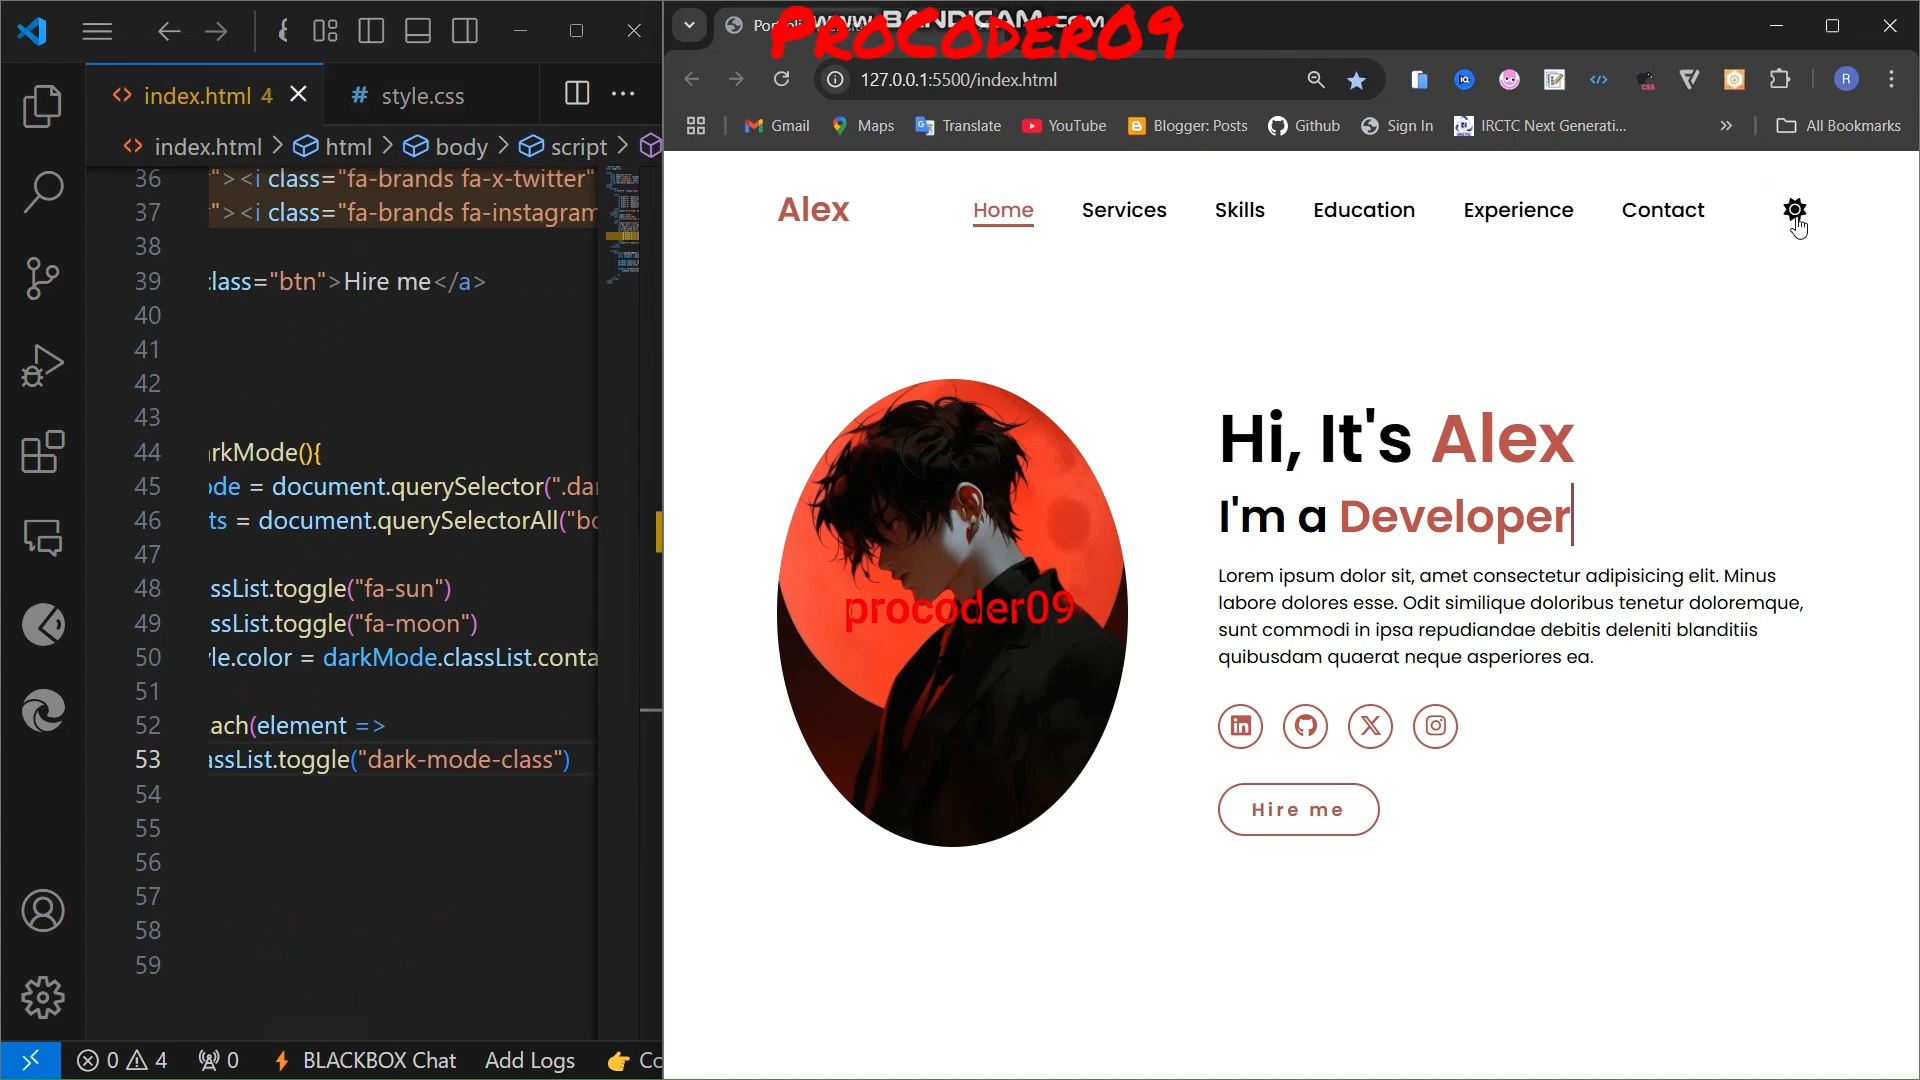 index.html 4
# style.css
index.html > html > body > script >
36 "><i class="fa-brands fa-x-twitter"
37 "><i class="fa-brands fa-instagram
38
39 lass="btn">Hire me</a>
40
41
42
43
44 rkMode(){
45 ode = document.querySelector(".da
46 ts = document.querySelectorAll("bo
47
48 ssList.toggle("fa-sun")
49 ssList.toggle("fa-moon")
50 le.color = darkMode.classList.conta
51
52 ach(element =>
53 assList.toggle("dark-mode-class")
54
55
56
57
58
59
0 4 0 BLACKBOX Chat Add Logs Co
www.BANDICAM.com
ProCoder09
127.0.0.1:5500/index.html
R
Gmail Maps Translate YouTube Blogger: Posts Github Sign In IRCTC Next Generati... All Bookmarks
Alex Home Services Skills Education Experience Contact
procoder09
Hi, It's Alex
I'm a Developer
Lorem ipsum dolor sit, amet consectetur adipisicing elit. Minus
labore dolores esse. Odit similique doloribus tenetur doloremque,
sunt commodi in ipsa repudiandae debitis deleniti blanditiis
quibusdam quaerat neque asperiores ea.
Hire me